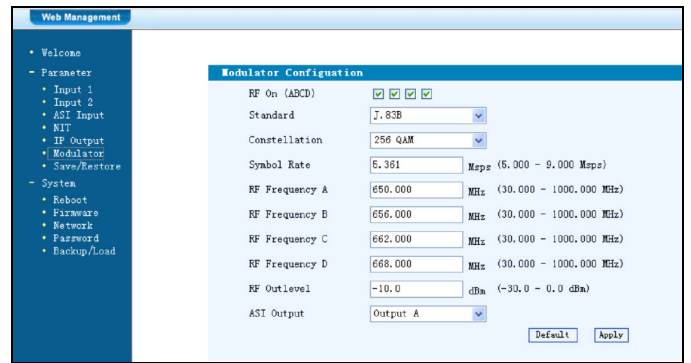 Web Management
• Welcome
- Parameter
• Input 1
• Input 2
• ASI Input
• NIT
• IP Output
• Modulator
• Save/Restore
- System
• Reboot
• Firmware
• Network
• Password
• Backup/Load
Modulator Configuation
RF On (ABCD)
Standard J.83B
Constellation 256 QAM
Symbol Rate 5.361 Msps (5.000 - 9.000 Msps)
RF Frequency A 650.000 MHz (30.000 - 1000.000 MHz)
RF Frequency B 656.000 MHz (30.000 - 1000.000 MHz)
RF Frequency C 662.000 MHz (30.000 - 1000.000 MHz)
RF Frequency D 668.000 MHz (30.000 - 1000.000 MHz)
RF Outlevel -10.0 dBm (-30.0 - 0.0 dBm)
ASI Output Output A
Default Apply